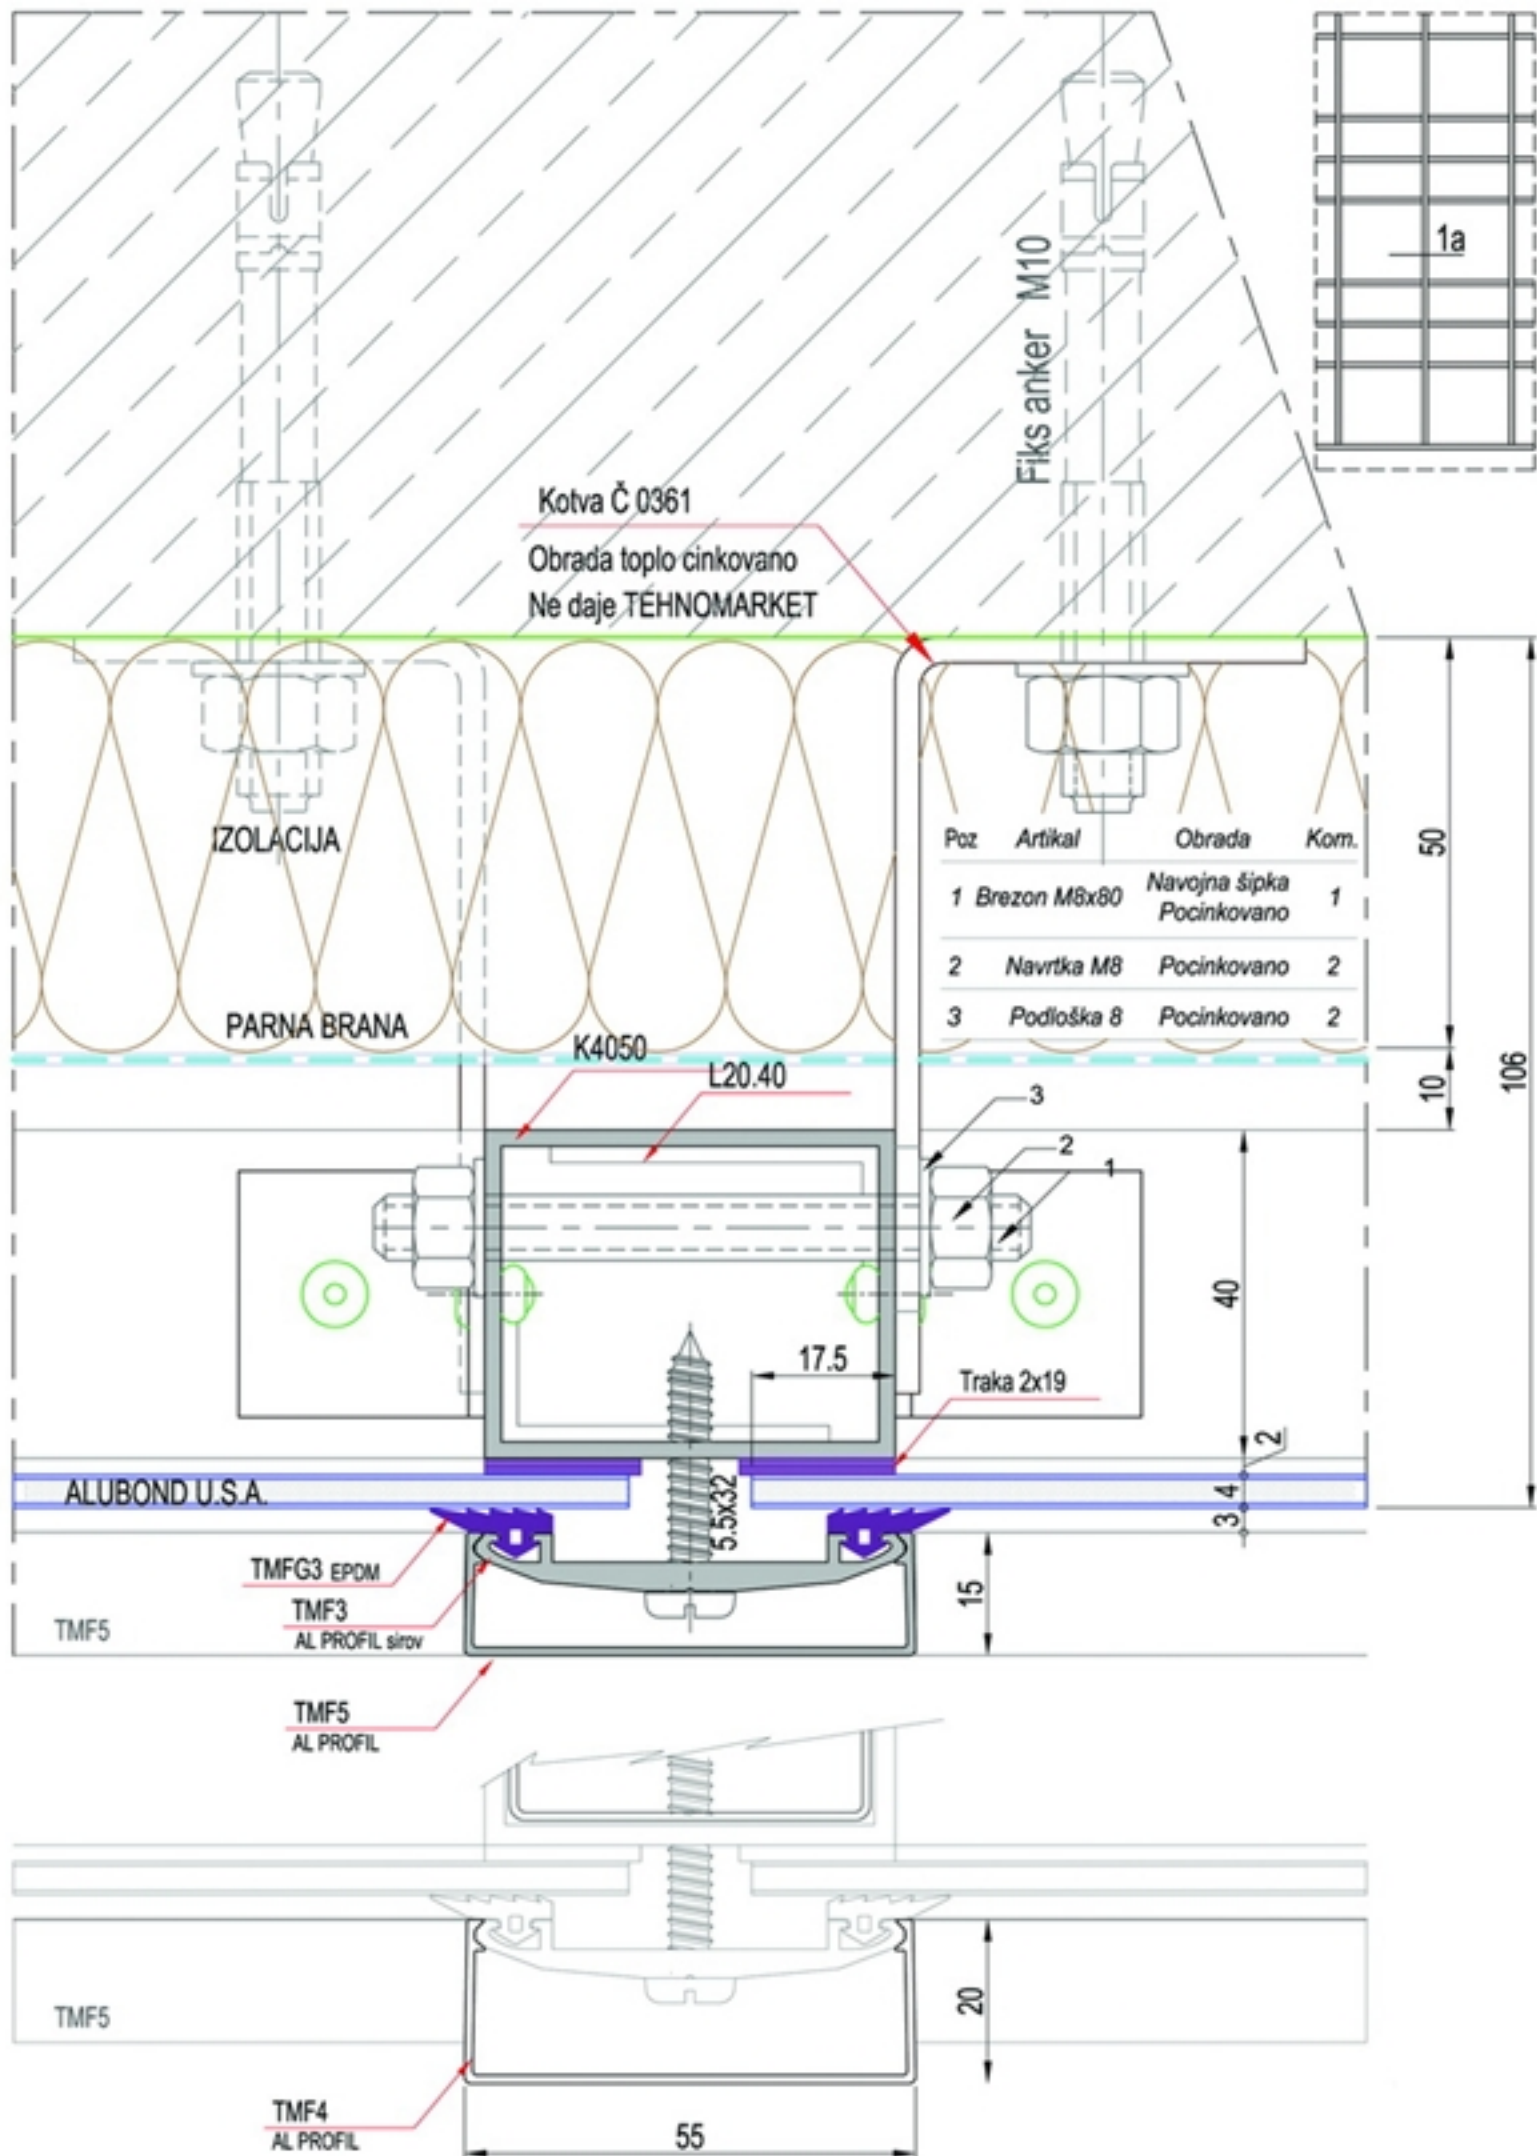 1a
Fiks anker M10
Kotva Č 0361
Obrada toplo cinkovano
Ne daje TEHNOMARKET
IZOLACIJA
Poz Artikal Obrada Kom.
1 Brezon M8x80 Navojna šipka Pocinkovano 1
2 Navrtka M8 Pocinkovano 2
3 Podloška 8 Pocinkovano 2
50
PARNA BRANA
K4050
L20.40
10
106
3
2
1
40
17.5
Traka 2x19
2
ALUBOND U.S.A.
5.5x32
4
3
TMFG3 EPDM
TMF3
AL PROFIL sirov
15
TMF5
TMF5
AL PROFIL
TMF5
20
TMF4
AL PROFIL
55